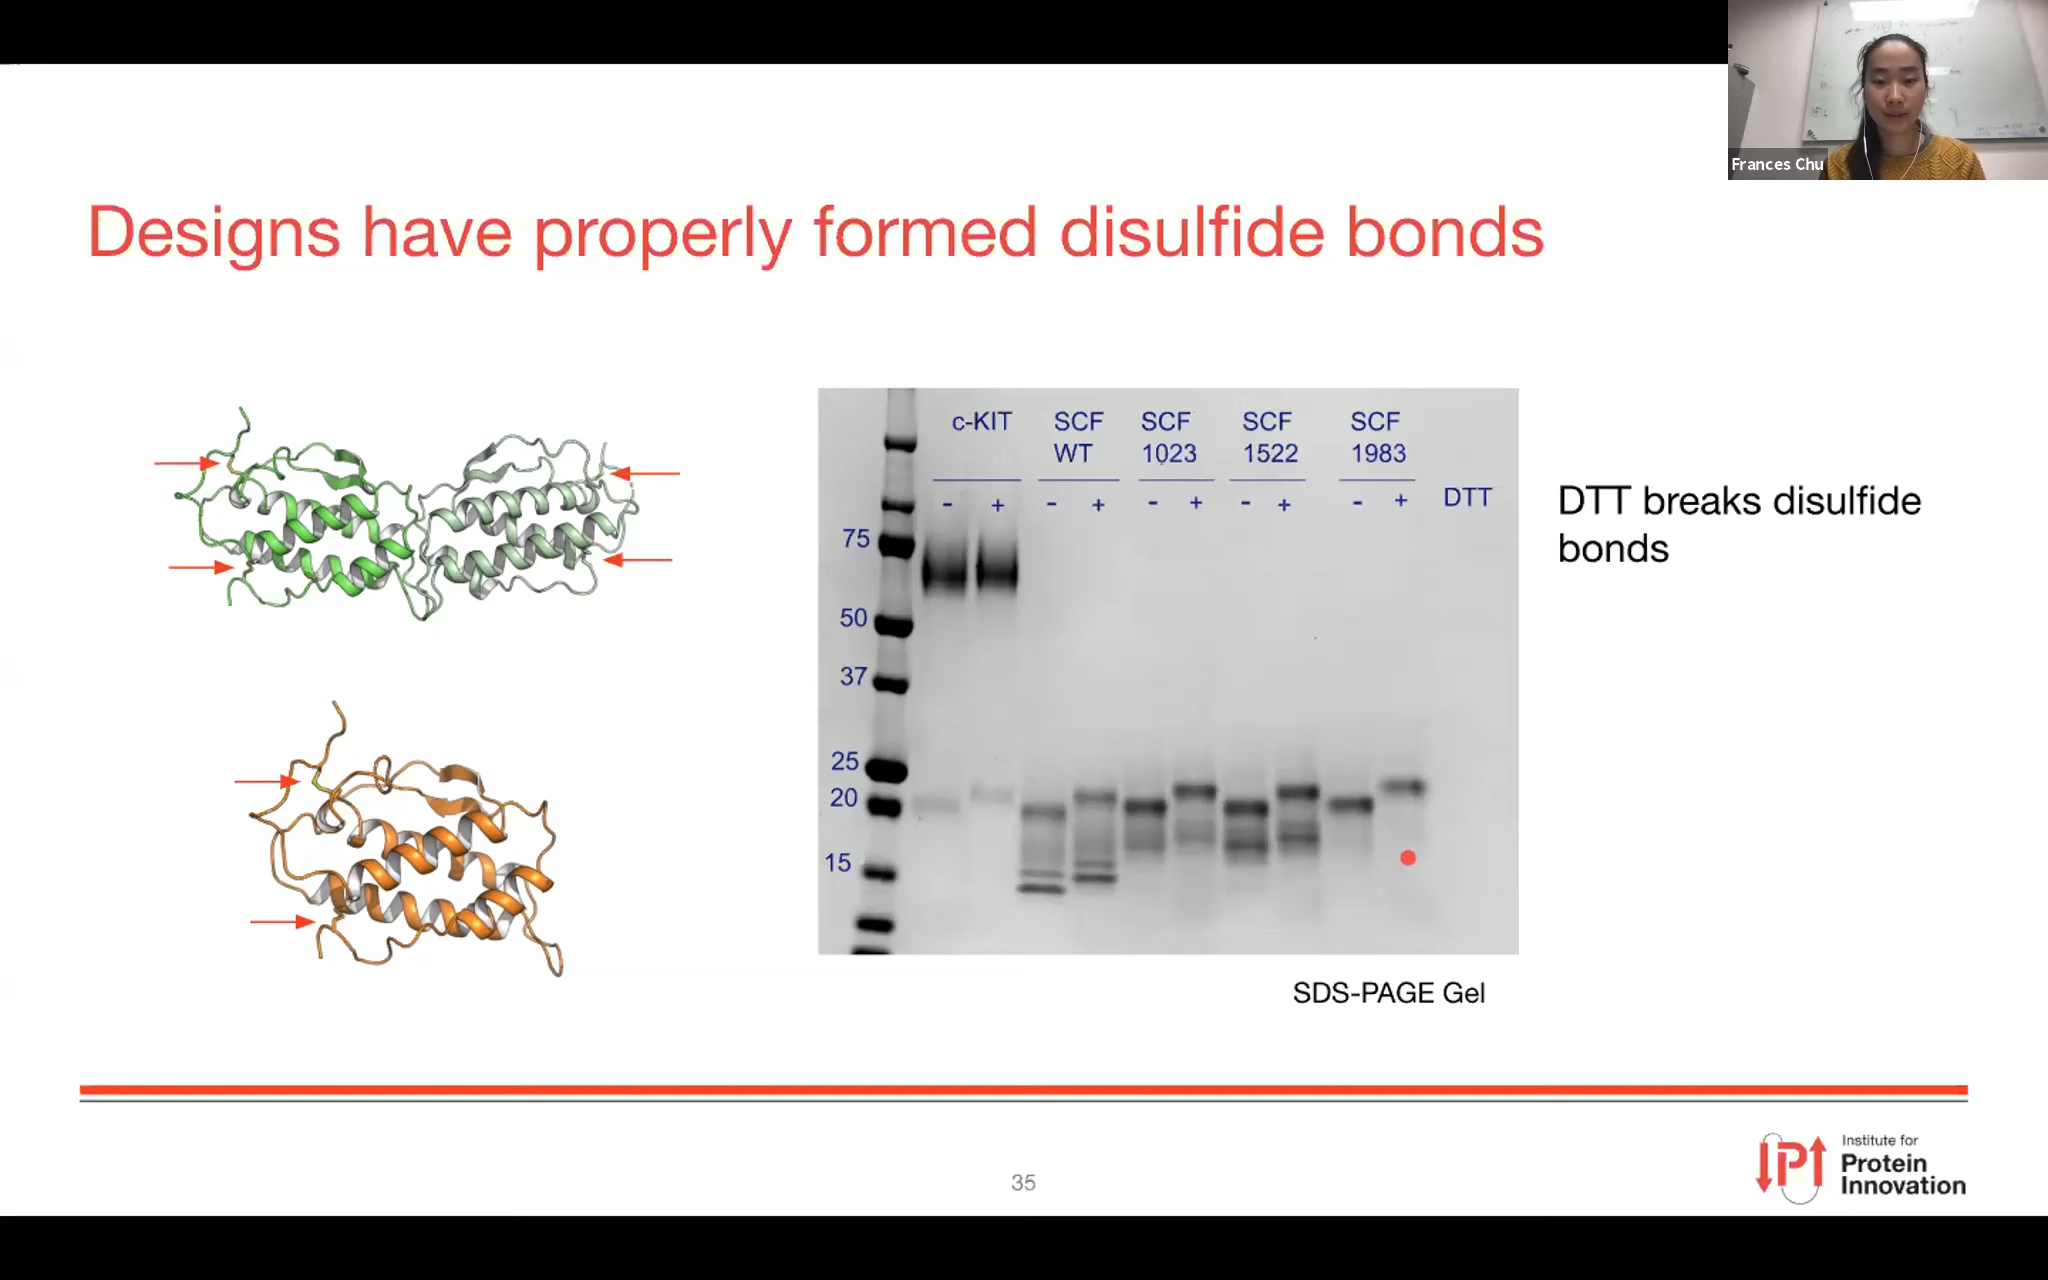 Frances Chu
Designs have properly formed disulfide bonds
c-KIT
SCF
WT
SCF
1023
SCF
1522
SCF
1983
- + - + - + - + - + DTT
75
50
37
25
20
15
DTT breaks disulfide
bonds
SDS-PAGE Gel
35
IPI
Institute for
Protein
Innovation